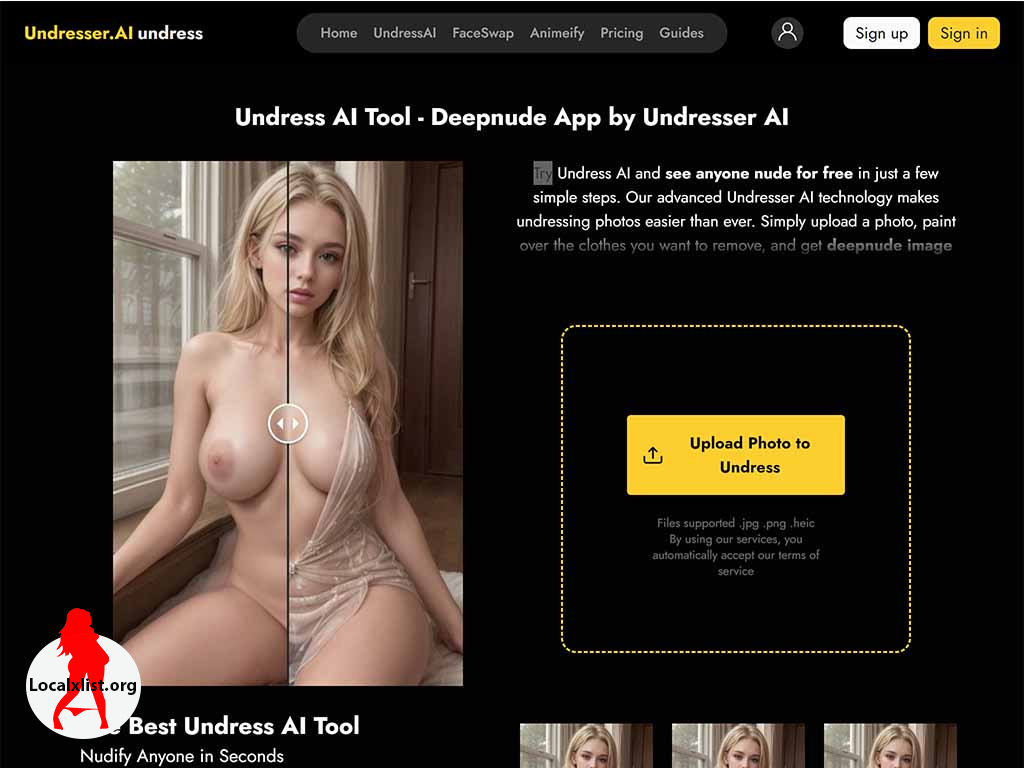 Undresser.AI undress
Home UndressAI FaceSwap Animeify Pricing Guides
Sign up Sign in
Undress AI Tool - Deepnude App by Undresser AI
Try Undress AI and see anyone nude for free in just a few
simple steps. Our advanced Undresser AI technology makes
undressing photos easier than ever. Simply upload a photo, paint
over the clothes you want to remove, and get deepnude image
Upload Photo to
Undress
Files supported .jpg .png .heic
By using our services, you
automatically accept our terms of
service
Localxlist.org
Best Undress AI Tool
Nudify Anyone in Seconds